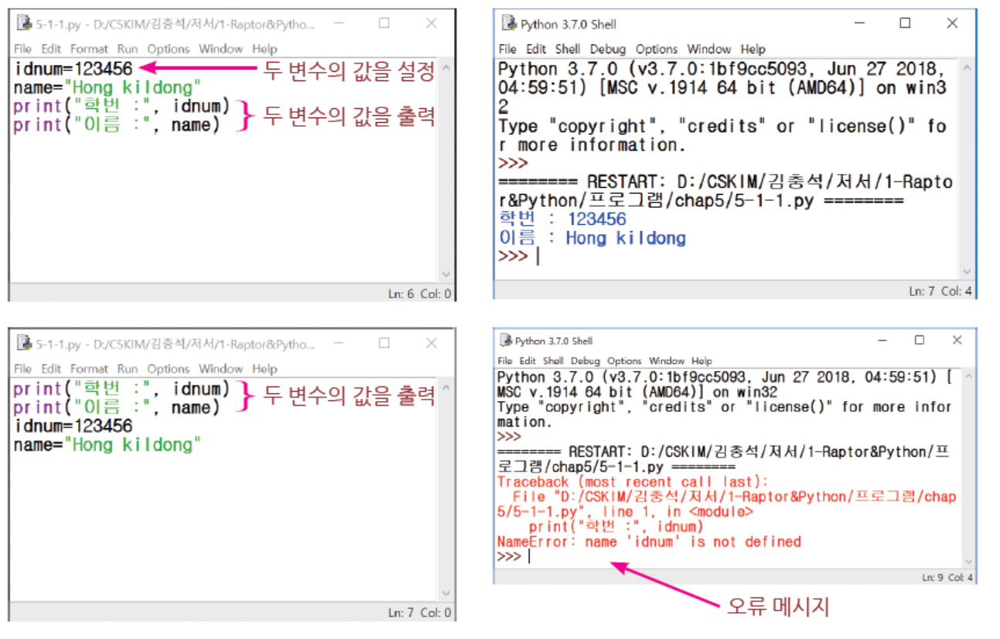 5-1-1.py - D:/CSKIM/김충석/저서/1-Raptor&Pytho...
File Edit Format Run Options Window Help
idnum=123456 두 변수의 값을 설정
name="Hong kildong"
print("학번 :", idnum)
print("이름 :", name)
두 변수의 값을 출력
Ln: 6 Col: 0
Python 3.7.0 Shell
File Edit Shell Debug Options Window Help
Python 3.7.0 (v3.7.0:1bf9cc5093, Jun 27 2018,
04:59:51) [MSC v.1914 64 bit (AMD64)] on win3
2
Type "copyright", "credits" or "license()" fo
r more information.
>>>
======== RESTART: D:/CSKIM/김충석/저서/1-Rapto
r&Python/프로그램/chap5/5-1-1.py ========
학번 : 123456
이름 : Hong kildong
>>>
Ln: 7 Col: 4
5-1-1.py - D:/CSKIM/김충석/저서/1-Raptor&Pytho...
File Edit Format Run Options Window Help
print("학번 :", idnum)
print("이름 :", name)
두 변수의 값을 출력
idnum=123456
name="Hong kildong"
Ln: 7 Col: 0
Python 3.7.0 Shell
File Edit Shell Debug Options Window Help
Python 3.7.0 (v3.7.0:1bf9cc5093, Jun 27 2018, 04:59:51) [
MSC v.1914 64 bit (AMD64)] on win32
Type "copyright", "credits" or "license()" for more infor
mation.
>>>
======== RESTART: D:/CSKIM/김충석/저서/1-Raptor&Python/프
로그램/chap5/5-1-1.py ========
Traceback (most recent call last):
File "D:/CSKIM/김충석/저서/1-Raptor&Python/프로그램/chap
5/5-1-1.py", line 1, in <module>
print("학번 :", idnum)
NameError: name 'idnum' is not defined
>>>
Ln: 9 Col: 4
오류 메시지